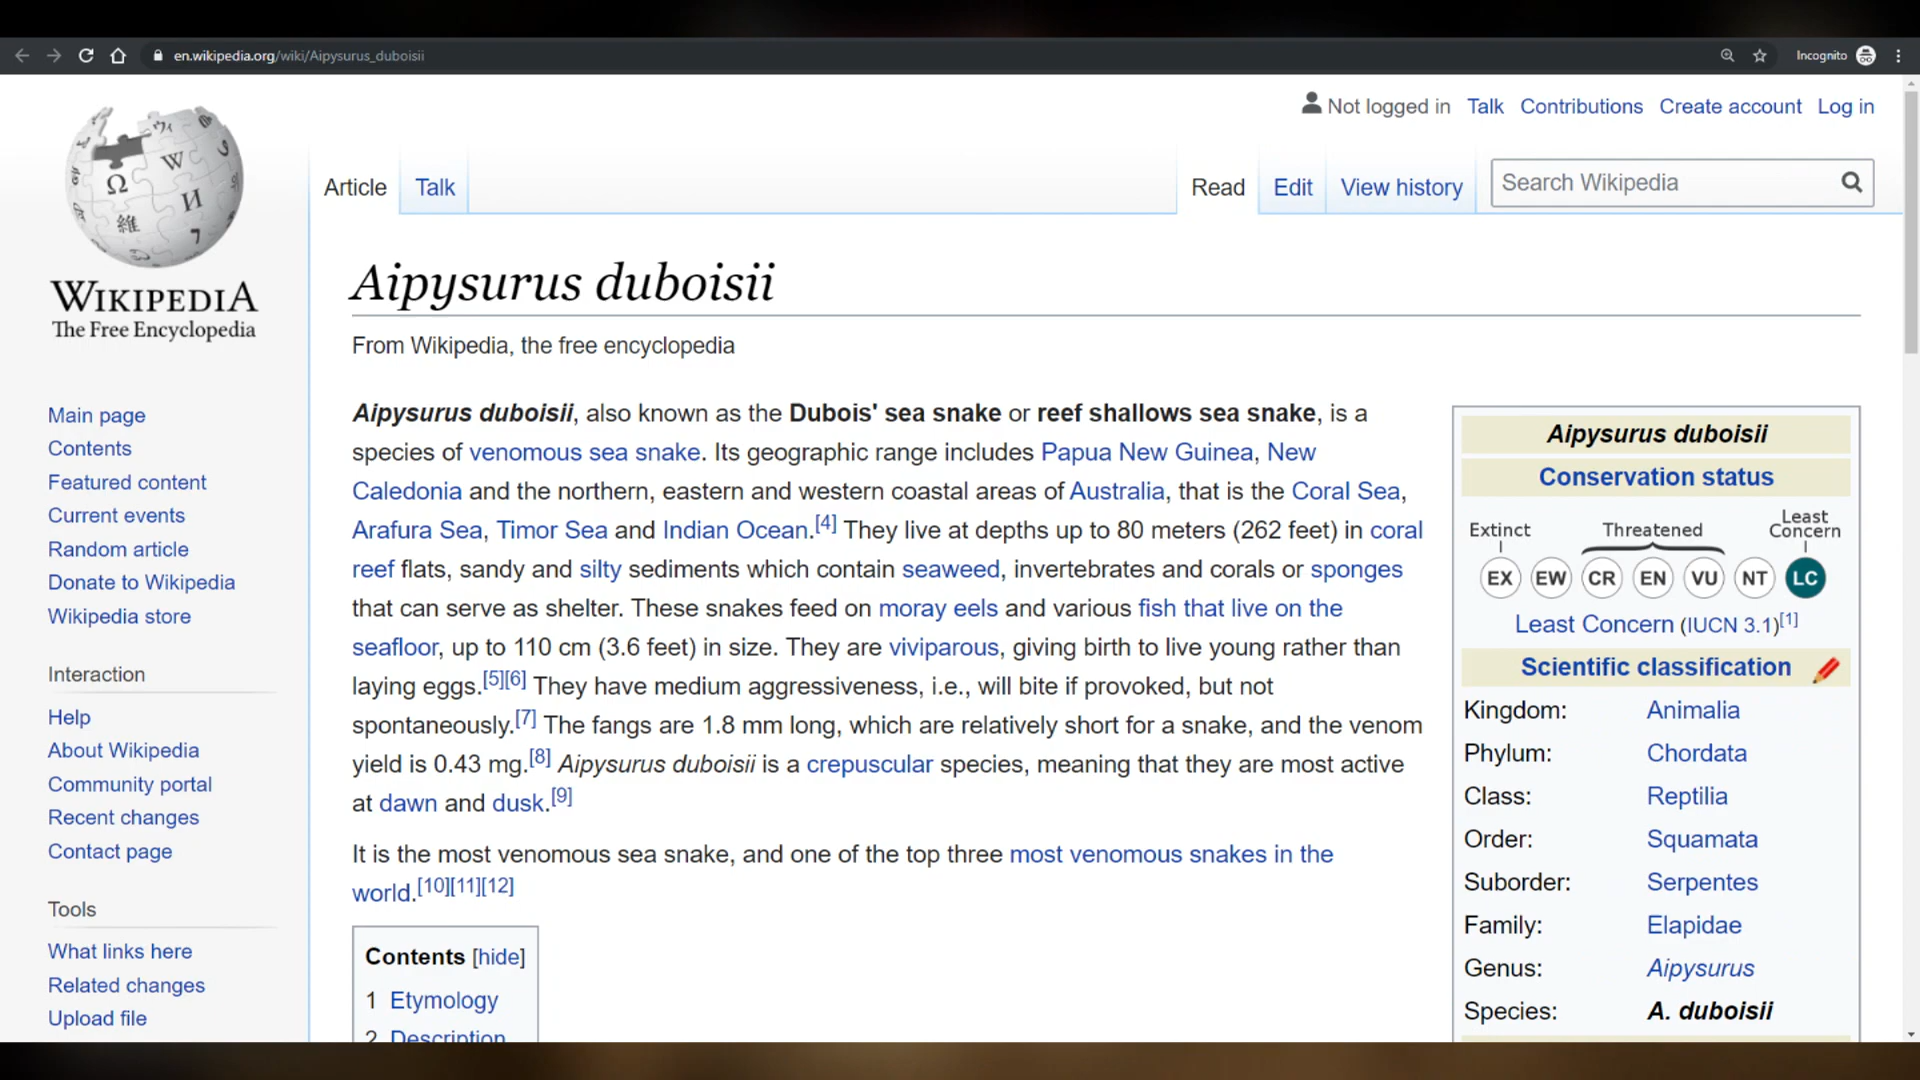 en.wikipedia.org/wiki/Aipysurus_duboisii
Incognito
Not logged in Talk Contributions Create account Log in
Article Talk Read Edit View history Search Wikipedia
WIKIPEDIA
The Free Encyclopedia
Main page
Contents
Featured content
Current events
Random article
Donate to Wikipedia
Wikipedia store
Interaction
Help
About Wikipedia
Community portal
Recent changes
Contact page
Tools
What links here
Related changes
Upload file
Aipysurus duboisii
From Wikipedia, the free encyclopedia
Aipysurus duboisii, also known as the Dubois' sea snake or reef shallows sea snake, is a
species of venomous sea snake. Its geographic range includes Papua New Guinea, New
Caledonia and the northern, eastern and western coastal areas of Australia, that is the Coral Sea,
Arafura Sea, Timor Sea and Indian Ocean.[4] They live at depths up to 80 meters (262 feet) in coral
reef flats, sandy and silty sediments which contain seaweed, invertebrates and corals or sponges
that can serve as shelter. These snakes feed on moray eels and various fish that live on the
seafloor, up to 110 cm (3.6 feet) in size. They are viviparous, giving birth to live young rather than
laying eggs.[5][6] They have medium aggressiveness, i.e., will bite if provoked, but not
spontaneously.[7] The fangs are 1.8 mm long, which are relatively short for a snake, and the venom
yield is 0.43 mg.[8] Aipysurus duboisii is a crepuscular species, meaning that they are most active
at dawn and dusk.[9]
It is the most venomous sea snake, and one of the top three most venomous snakes in the
world.[10][11][12]
Contents [hide]
1 Etymology
2 Description
Aipysurus duboisii
Conservation status
Extinct Threatened Least
Concern
EX EW CR EN VU NT LC
Least Concern (IUCN 3.1)[1]
Scientific classification
Kingdom: Animalia
Phylum: Chordata
Class: Reptilia
Order: Squamata
Suborder: Serpentes
Family: Elapidae
Genus: Aipysurus
Species: A. duboisii